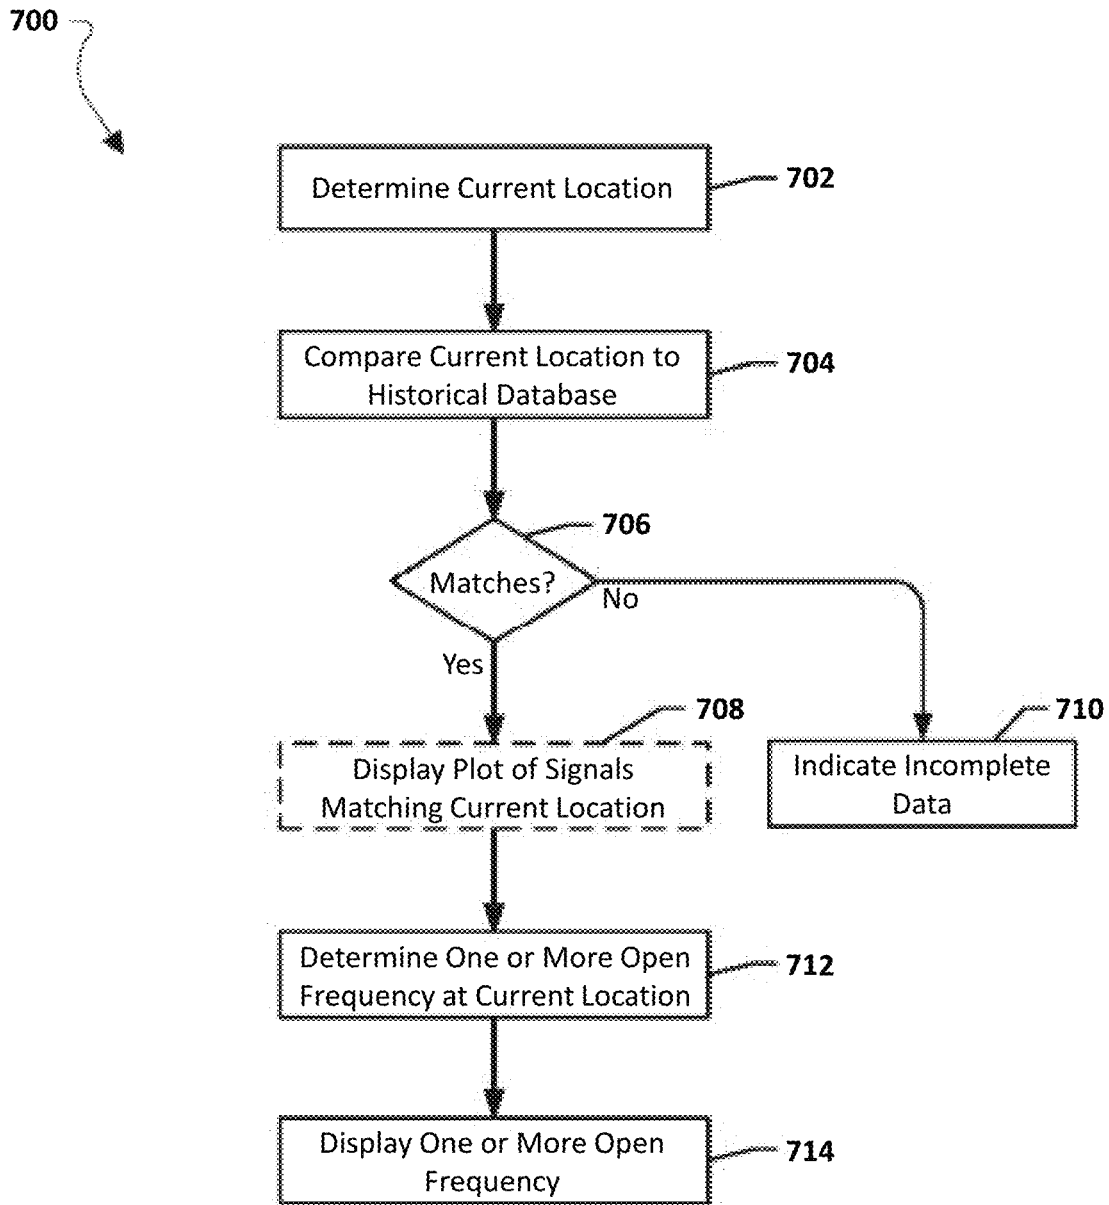 700
Determine Current Location
702
Compare Current Location to
Historical Database
704
706
Matches?
No
Yes
708
Display Plot of Signals
Matching Current Location
710
Indicate Incomplete
Data
Determine One or More Open
Frequency at Current Location
712
Display One or More Open
Frequency
714